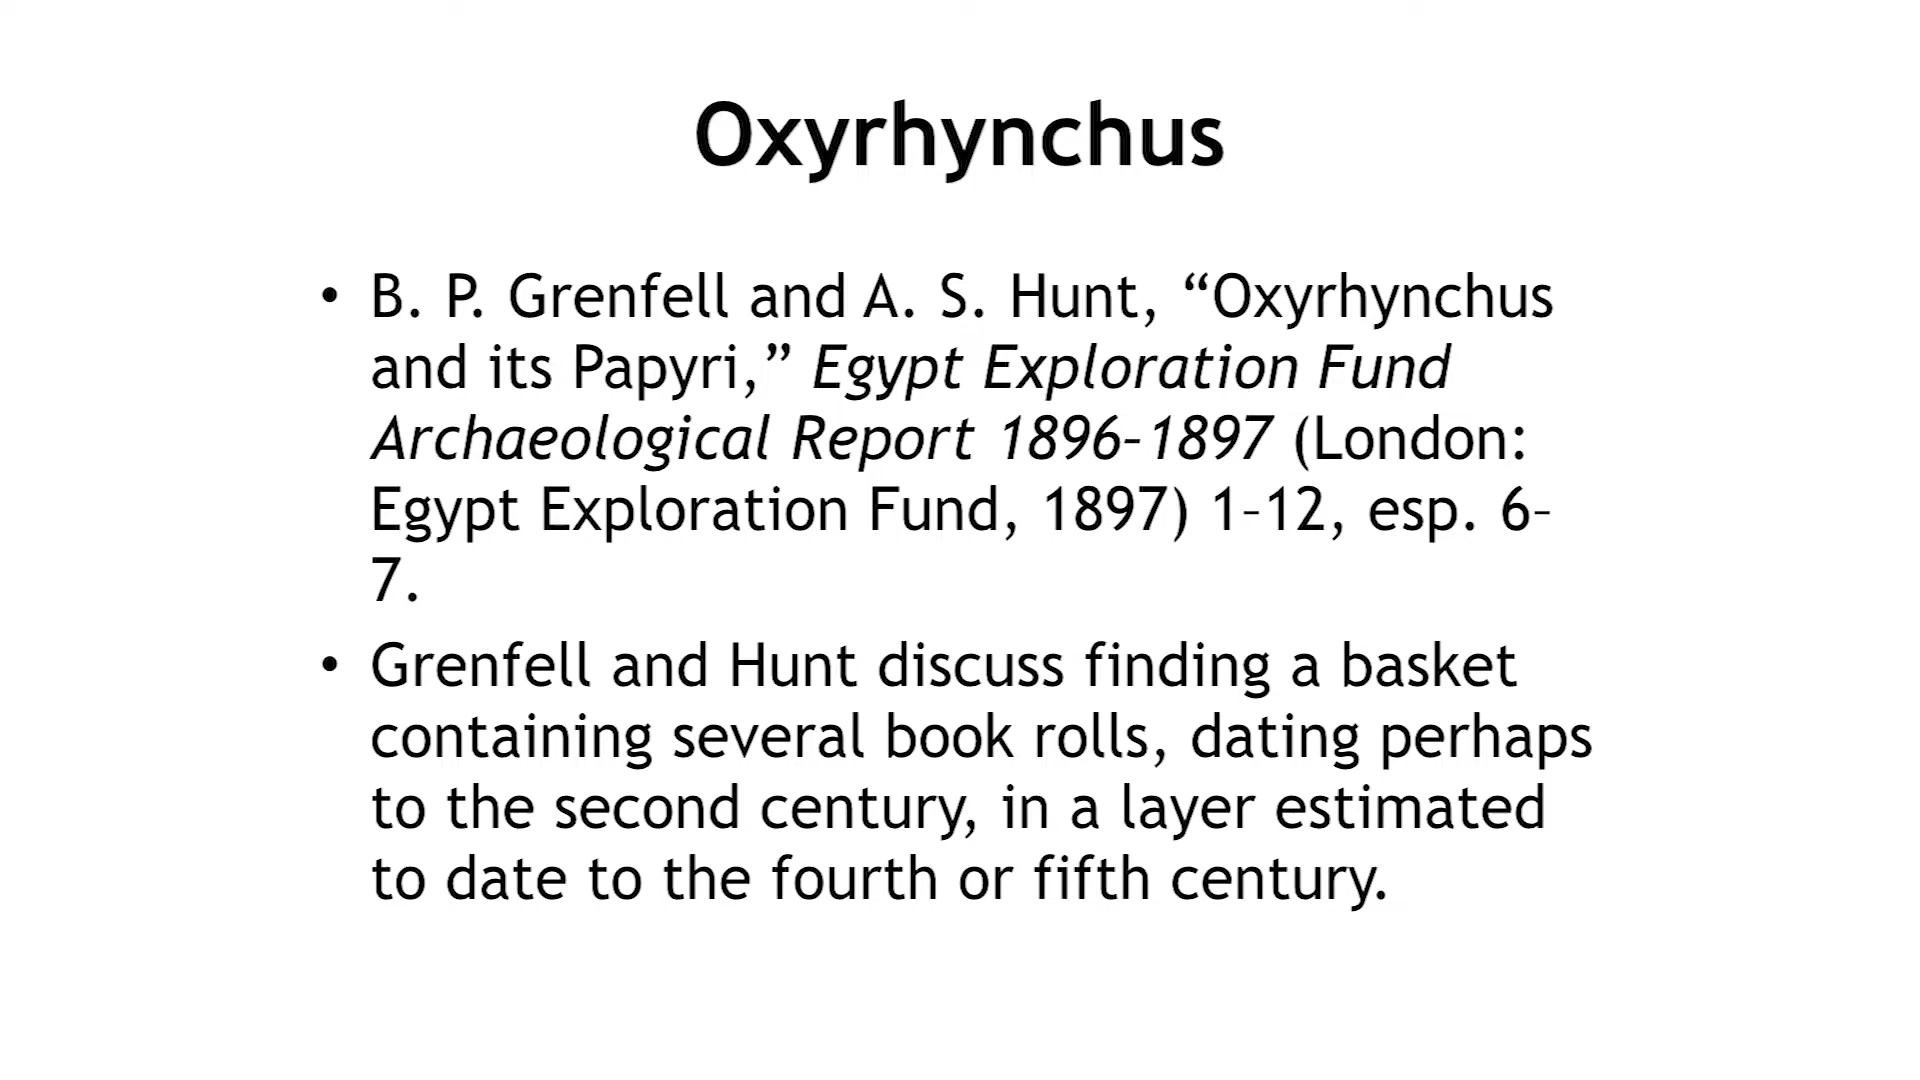 Oxyrhynchus
• B. P. Grenfell and A. S. Hunt, “Oxyrhynchus
and its Papyri,” Egypt Exploration Fund
Archaeological Report 1896–1897 (London:
Egypt Exploration Fund, 1897) 1–12, esp. 6–
7.
• Grenfell and Hunt discuss finding a basket
containing several book rolls, dating perhaps
to the second century, in a layer estimated
to date to the fourth or fifth century.